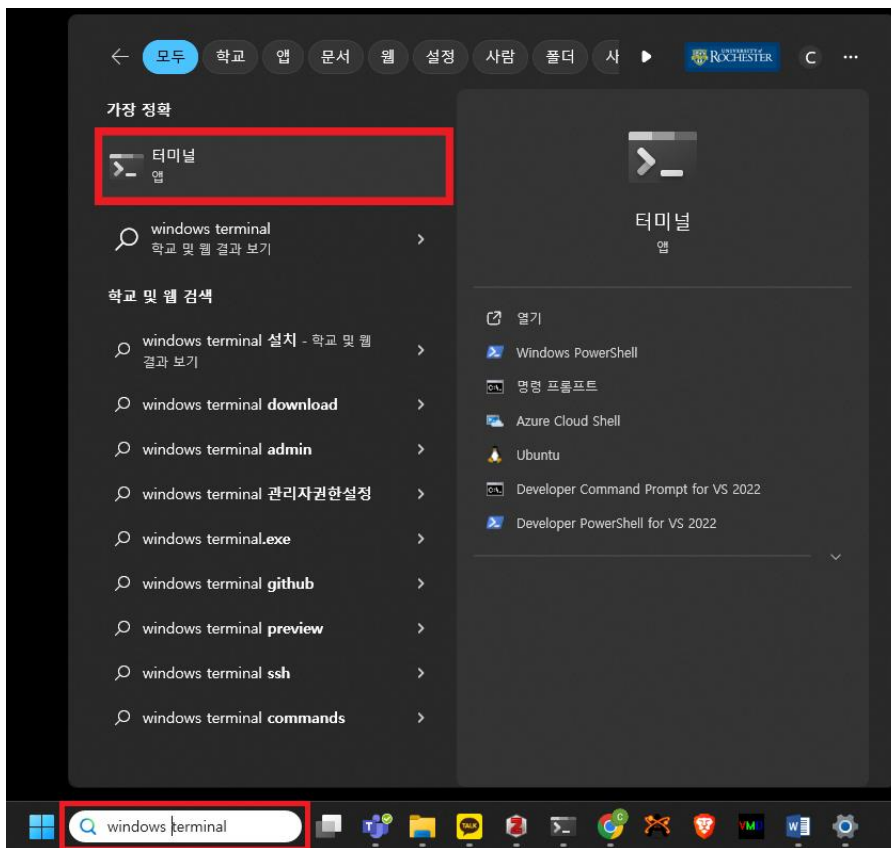 모두 학교 앱 문서 웹 설정 사람 폴더 사 UNIVERSITY of ROCHESTER C
가장 정확
터미널
앱
windows terminal
학교 및 웹 결과 보기
학교 및 웹 검색
windows terminal 설치 - 학교 및 웹
결과 보기
windows terminal download
windows terminal admin
windows terminal 관리자권한설정
windows terminal.exe
windows terminal github
windows terminal preview
windows terminal ssh
windows terminal commands
터미널
앱
열기
Windows PowerShell
명령 프롬프트
Azure Cloud Shell
Ubuntu
Developer Command Prompt for VS 2022
Developer PowerShell for VS 2022
windows terminal
TALK